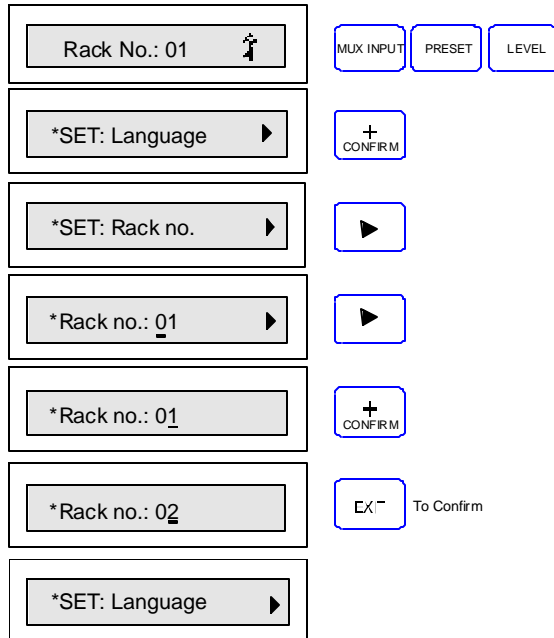 Rack No.: 01
MUX INPUT
PRESET
LEVEL
*SET: Language
+
CONFIRM
*SET: Rack no.
*Rack no.: 01
*Rack no.: 01
+
CONFIRM
*Rack no.: 02
EXIT
To Confirm
*SET: Language